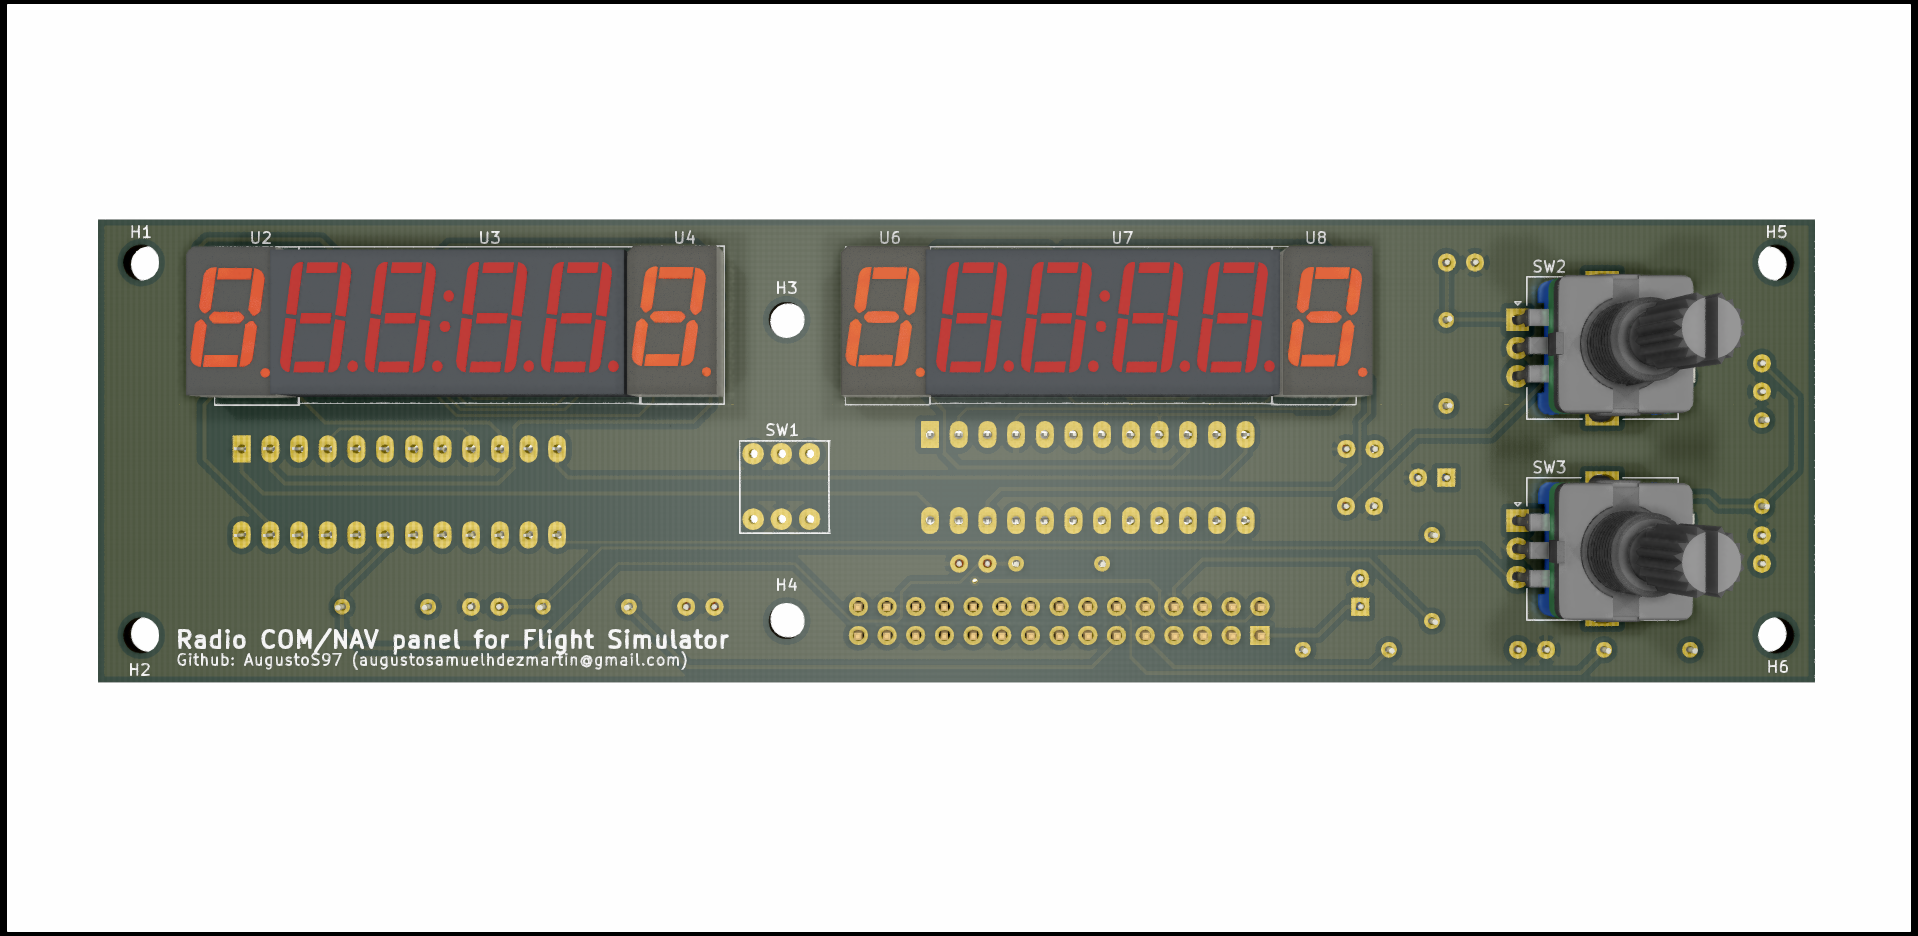 H1
U2
U3
U4
U6
U7
U8
H5
SW2
H3
SW1
SW3
H4
Radio COM/NAV panel for Flight Simulator
Github: AugustoS97 (augustosamuelhdezmartin@gmail.com)
H2
H6